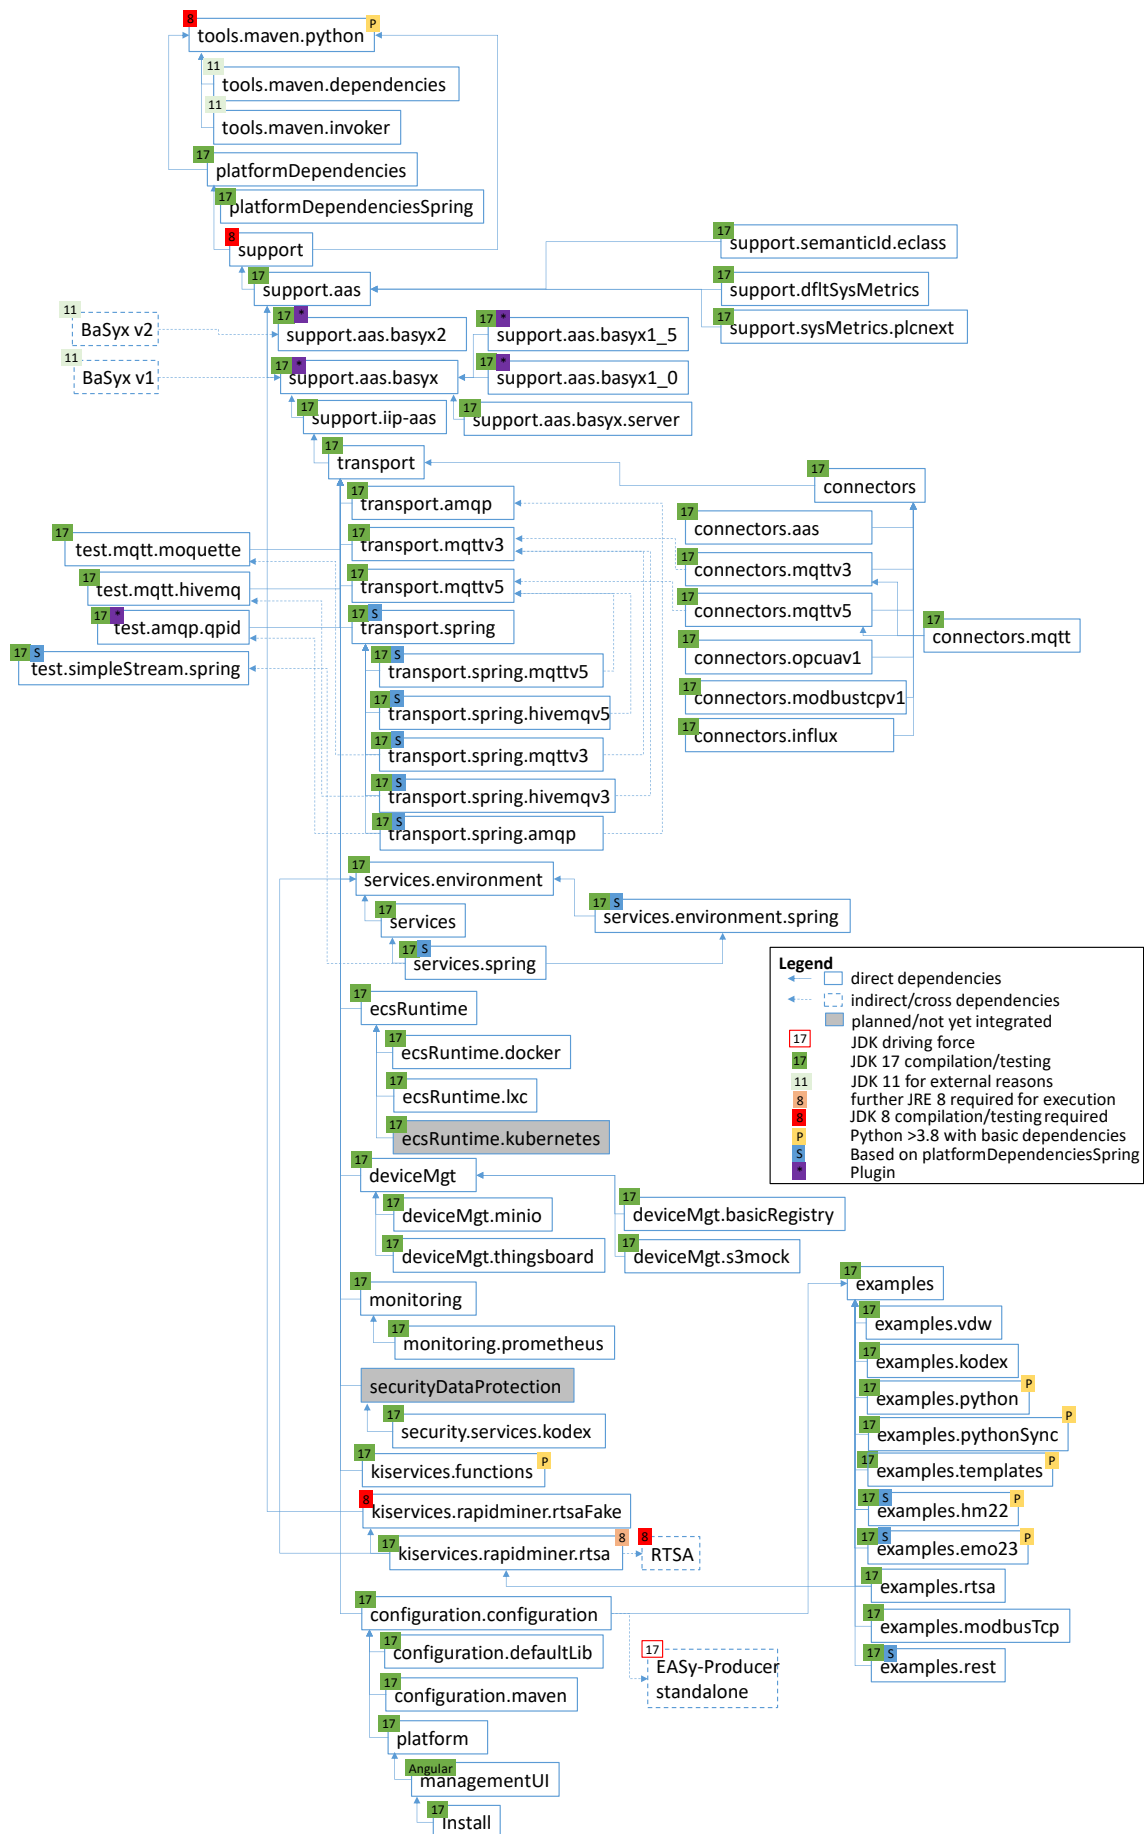 8
P
tools.maven.python
11
tools.maven.dependencies
11
tools.maven.invoker
17
platformDependencies
17
platformDependenciesSpring
8
support
17
support.semanticId.eclass
17
support.aas
17
support.dfltSysMetrics
11
BaSyx v2
17 *
support.aas.basyx2
17 *
support.aas.basyx1_5
17
support.sysMetrics.plcnext
11
BaSyx v1
17 *
support.aas.basyx
17 *
support.aas.basyx1_0
17
support.iip-aas
17
support.aas.basyx.server
17
transport
17
connectors
17
transport.amqp
17
connectors.aas
17
test.mqtt.moquette
17
transport.mqttv3
17
connectors.mqttv3
17
test.mqtt.hivemq
17
transport.mqttv5
17
connectors.mqttv5
17 *
test.amqp.qpid
17 S
transport.spring
17
connectors.mqtt
17 S
test.simpleStream.spring
17 S
transport.spring.mqttv5
17
connectors.opcuav1
17 S
transport.spring.hivemqv5
17
connectors.modbustcpv1
17 S
transport.spring.mqttv3
17
connectors.influx
17 S
transport.spring.hivemqv3
17 S
transport.spring.amqp
17
services.environment
17 S
services.environment.spring
17
services
17 S
services.spring
Legend
direct dependencies
indirect/cross dependencies
planned/not yet integrated
17 JDK driving force
17 JDK 17 compilation/testing
11 JDK 11 for external reasons
8 further JRE 8 required for execution
8 JDK 8 compilation/testing required
P Python >3.8 with basic dependencies
S Based on platformDependenciesSpring
* Plugin
17
ecsRuntime
17
ecsRuntime.docker
17
ecsRuntime.lxc
17
ecsRuntime.kubernetes
17
deviceMgt
17
deviceMgt.minio
17
deviceMgt.basicRegistry
17
deviceMgt.thingsboard
17
deviceMgt.s3mock
17
monitoring
17
monitoring.prometheus
securityDataProtection
17
security.services.kodex
17
P
kiservices.functions
8
kiservices.rapidminer.rtsaFake
17
8
kiservices.rapidminer.rtsa
8
RTSA
17
examples
17
examples.vdw
17
examples.kodex
17
P
examples.python
17
P
examples.pythonSync
17
P
examples.templates
17 S
P
examples.hm22
17 S
P
examples.emo23
17
examples.rtsa
17
examples.modbusTcp
17 S
examples.rest
17
configuration.configuration
17
configuration.defaultLib
17
EASy-Producer
standalone
17
configuration.maven
17
platform
Angular
managementUI
17
Install